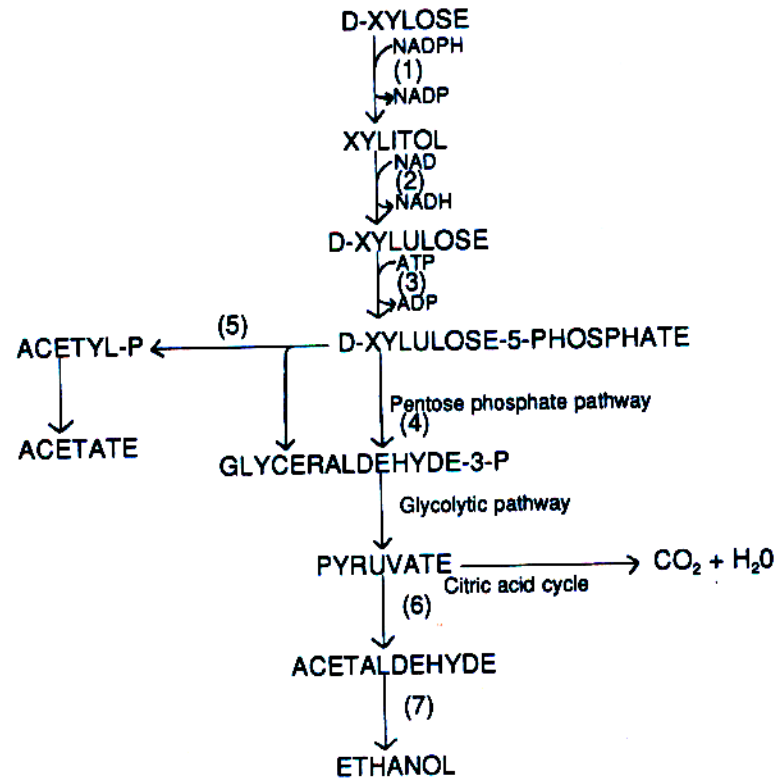 D-XYLOSE
NADPH
(1)
NADP
XYLITOL
NAD
(2)
NADH
D-XYLULOSE
ATP
(3)
ADP
(5)
ACETYL-P
D-XYLULOSE-5-PHOSPHATE
Pentose phosphate pathway
(4)
ACETATE
GLYCERALDEHYDE-3-P
Glycolytic pathway
PYRUVATE
CO₂ + H₂0
Citric acid cycle
(6)
ACETALDEHYDE
(7)
ETHANOL